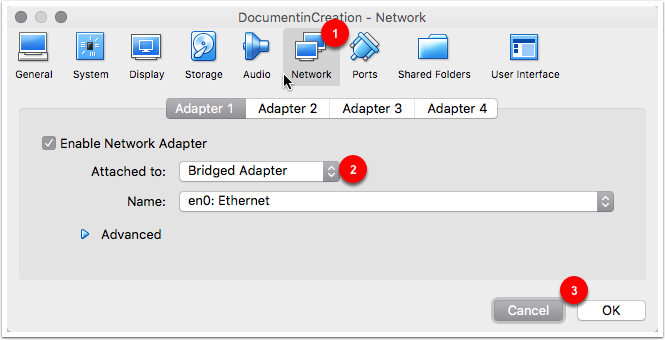 DocumentinCreation - Network
1
General System Display Storage Audio Network Ports Shared Folders User Interface
Adapter 1 Adapter 2 Adapter 3 Adapter 4
Enable Network Adapter
Attached to: Bridged Adapter 2
Name: en0: Ethernet
Advanced
3
Cancel OK